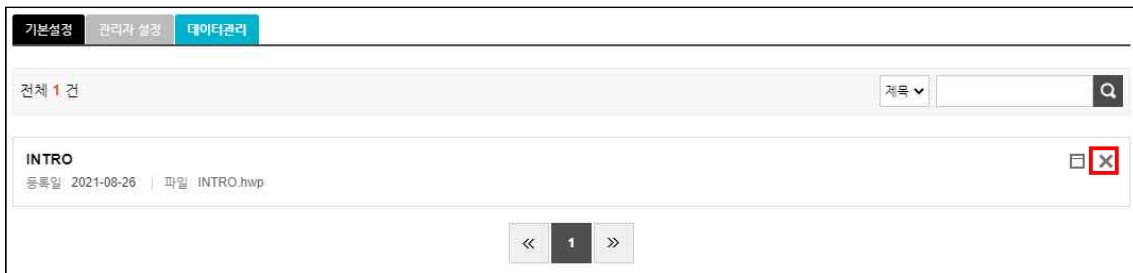 기본설정 관리자 설정 데이터관리
전체 1 건 제목
INTRO
등록일 2021-08-26 | 파일 INTRO.hwp
« 1 »